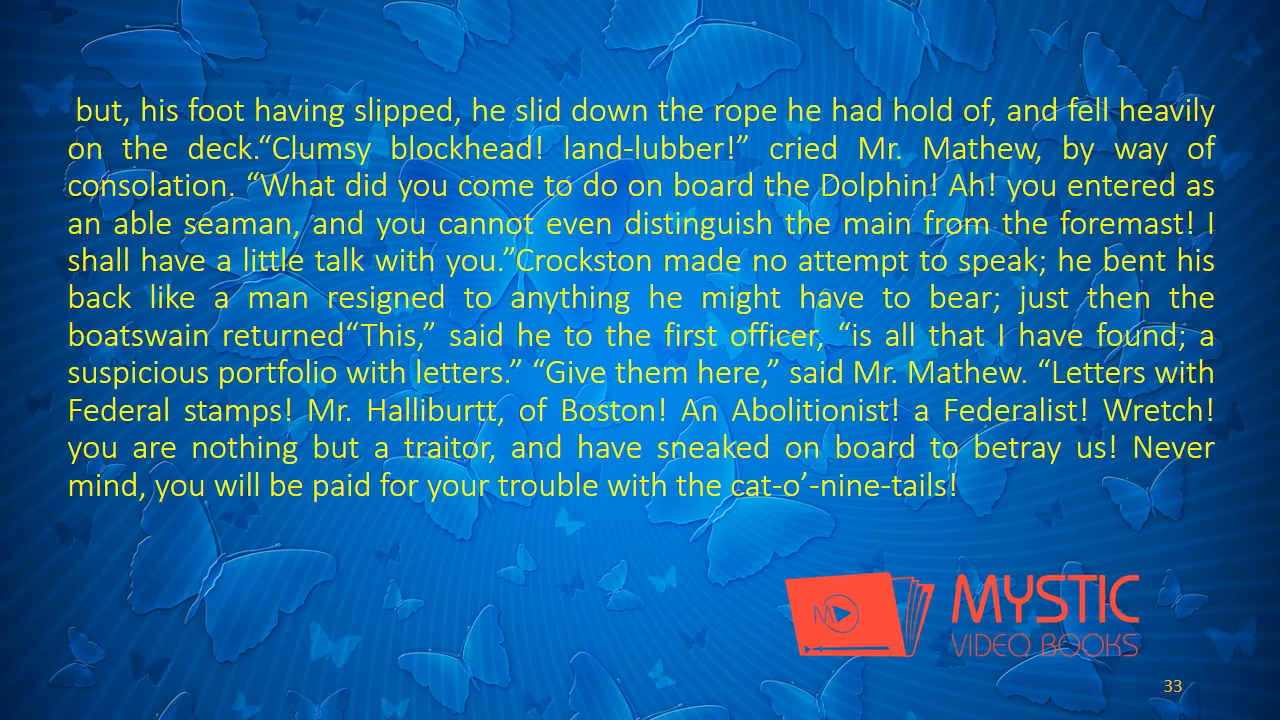 but, his foot having slipped, he slid down the rope he had hold of, and fell heavily
on the deck.“Clumsy blockhead! land-lubber!” cried Mr. Mathew, by way of
consolation. “What did you come to do on board the Dolphin! Ah! you entered as
an able seaman, and you cannot even distinguish the main from the foremast! I
shall have a little talk with you.”Crockston made no attempt to speak; he bent his
back like a man resigned to anything he might have to bear; just then the
boatswain returned“This,” said he to the first officer, “is all that I have found; a
suspicious portfolio with letters.” “Give them here,” said Mr. Mathew. “Letters with
Federal stamps! Mr. Halliburtt, of Boston! An Abolitionist! a Federalist! Wretch!
you are nothing but a traitor, and have sneaked on board to betray us! Never
mind, you will be paid for your trouble with the cat-o’-nine-tails!
M
MYSTIC
VIDEO BOOKS
33